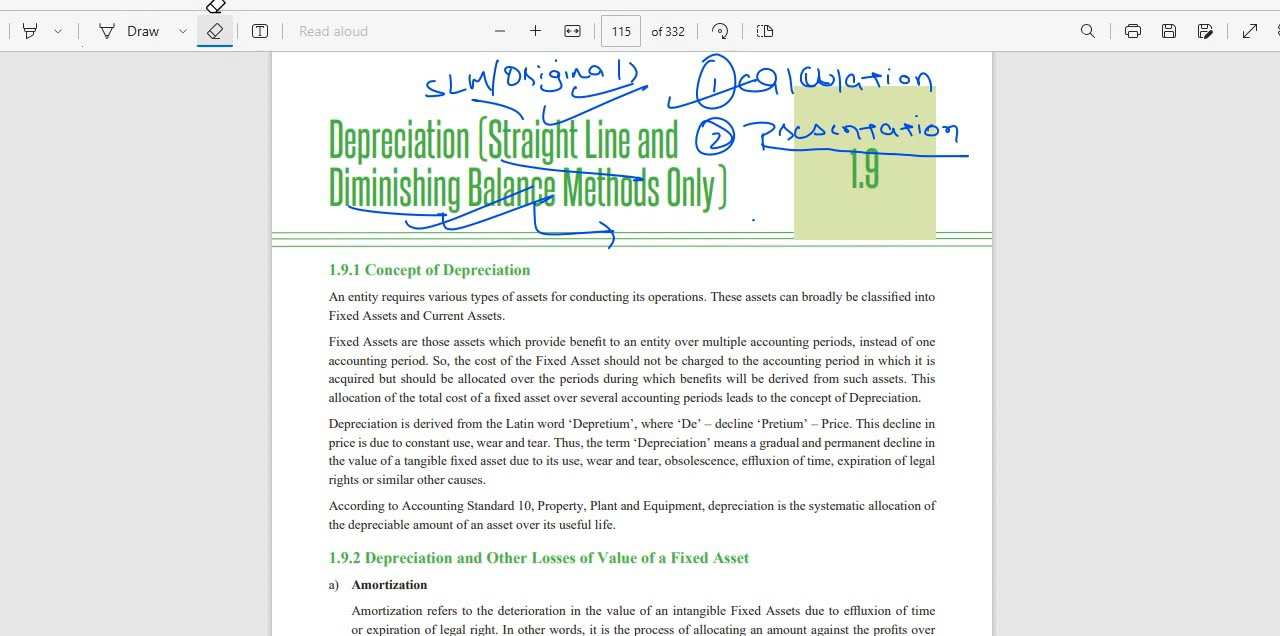 Draw
Read aloud
115 of 332
SLM/Original)
① calculation
Depreciation (Straight Line and
② Presentation
Diminishing Balance Methods Only)
1.9
1.9.1 Concept of Depreciation
An entity requires various types of assets for conducting its operations. These assets can broadly be classified into
Fixed Assets and Current Assets.
Fixed Assets are those assets which provide benefit to an entity over multiple accounting periods, instead of one
accounting period. So, the cost of the Fixed Asset should not be charged to the accounting period in which it is
acquired but should be allocated over the periods during which benefits will be derived from such assets. This
allocation of the total cost of a fixed asset over several accounting periods leads to the concept of Depreciation.
Depreciation is derived from the Latin word ‘Depretium’, where ‘De’ – decline ‘Pretium’ – Price. This decline in
price is due to constant use, wear and tear. Thus, the term ‘Depreciation’ means a gradual and permanent decline in
the value of a tangible fixed asset due to its use, wear and tear, obsolescence, effluxion of time, expiration of legal
rights or similar other causes.
According to Accounting Standard 10, Property, Plant and Equipment, depreciation is the systematic allocation of
the depreciable amount of an asset over its useful life.
1.9.2 Depreciation and Other Losses of Value of a Fixed Asset
a) Amortization
Amortization refers to the deterioration in the value of an intangible Fixed Assets due to effluxion of time
or expiration of legal right. In other words, it is the process of allocating an amount against the profits over